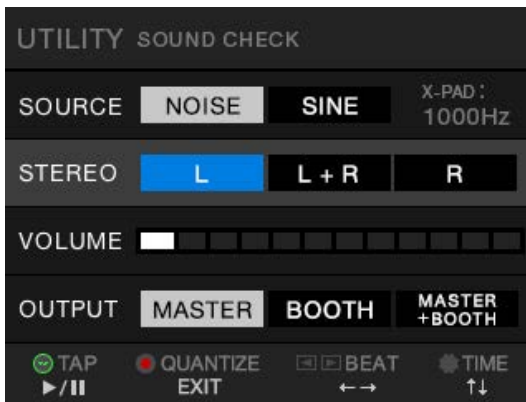 UTILITY SOUND CHECK
SOURCE NOISE SINE X-PAD: 1000Hz
STEREO L L + R R
VOLUME
OUTPUT MASTER BOOTH MASTER +BOOTH
TAP QUANTIZE BEAT TIME
▶/II EXIT ←→ ↑↓